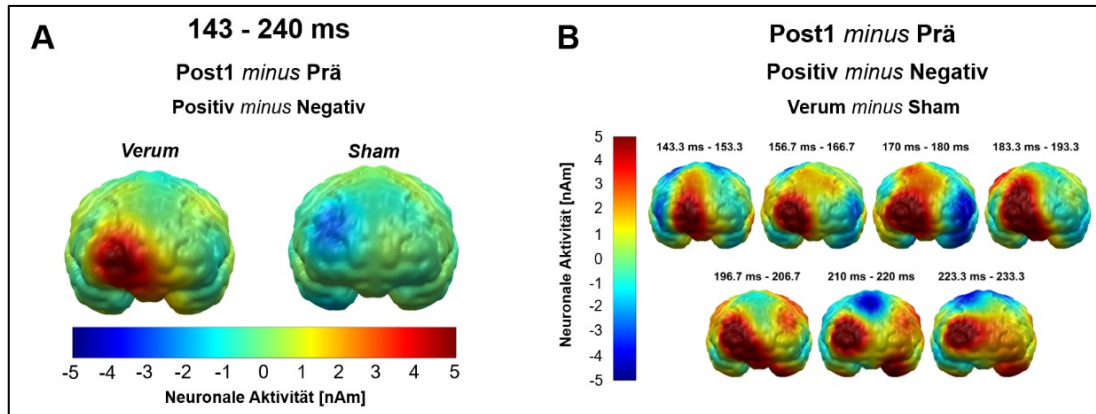 A
143 - 240 ms
Post1 minus Prä
Positiv minus Negativ
Verum
Sham
-5 -4 -3 -2 -1 0 1 2 3 4 5
Neuronale Aktivität [nAm]
B
Post1 minus Prä
Positiv minus Negativ
Verum minus Sham
5
4
3
2
1
0
-1
-2
-3
-4
-5
Neuronale Aktivität [nAm]
143.3 ms - 153.3
156.7 ms - 166.7
170 ms - 180 ms
183.3 ms - 193.3
196.7 ms - 206.7
210 ms - 220 ms
223.3 ms - 233.3